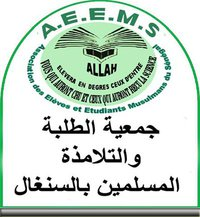 A.E.E.M.S
Association des Elèves et Etudiants Musulmans du Sénégal
ALLAH
ELEVERA EN DEGRES CEUX D'ENTRE
VOUS QUI AURONT CRU ET CEUX QUI AURONT RECU LA SCIENCE
جمعية الطلبة
والتلامذة
المسلمين بالسنغال